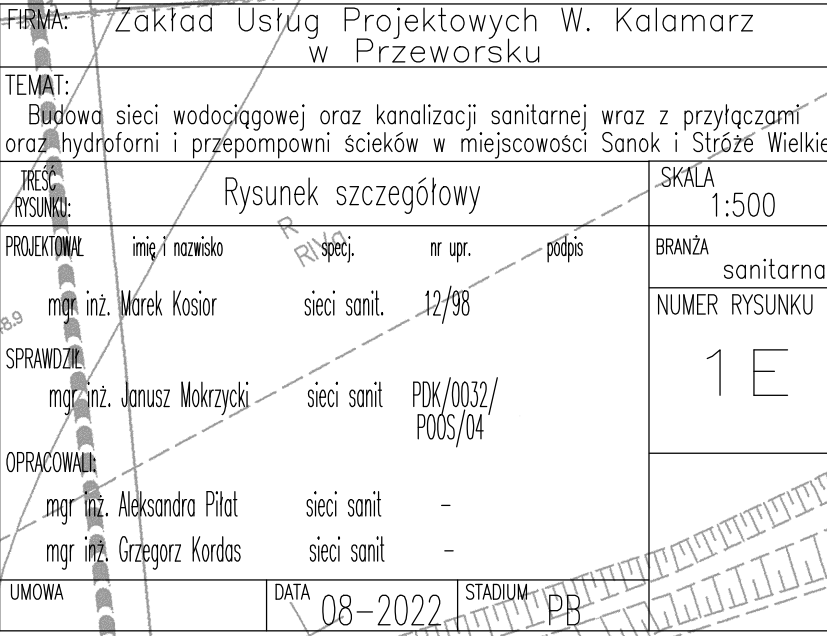 FIRMA: Zakład Usług Projektowych W. Kalamarz
w Przeworsku
TEMAT:
Budowa sieci wodociągowej oraz kanalizacji sanitarnej wraz z przyłączami
oraz hydroforni i przepompowni ścieków w miejscowości Sanok i Stróże Wielkie
TREŚĆ
RYSUNKU:
Rysunek szczegółowy
SKALA
1:500
PROJEKTOWAŁ imię i nazwisko specj. nr upr. podpis
R
RIVa
BRANŻA
sanitarna
mgr inż. Marek Kosior sieci sanit. 12/98
NUMER RYSUNKU
1 E
48.9
SPRAWDZIŁ
mgr inż. Janusz Mokrzycki sieci sanit PDK/0032/
POOS/04
OPRACOWALI:
mgr inż. Aleksandra Piłat sieci sanit –
mgr inż. Grzegorz Kordas sieci sanit –
UMOWA DATA 08–2022 STADIUM PB